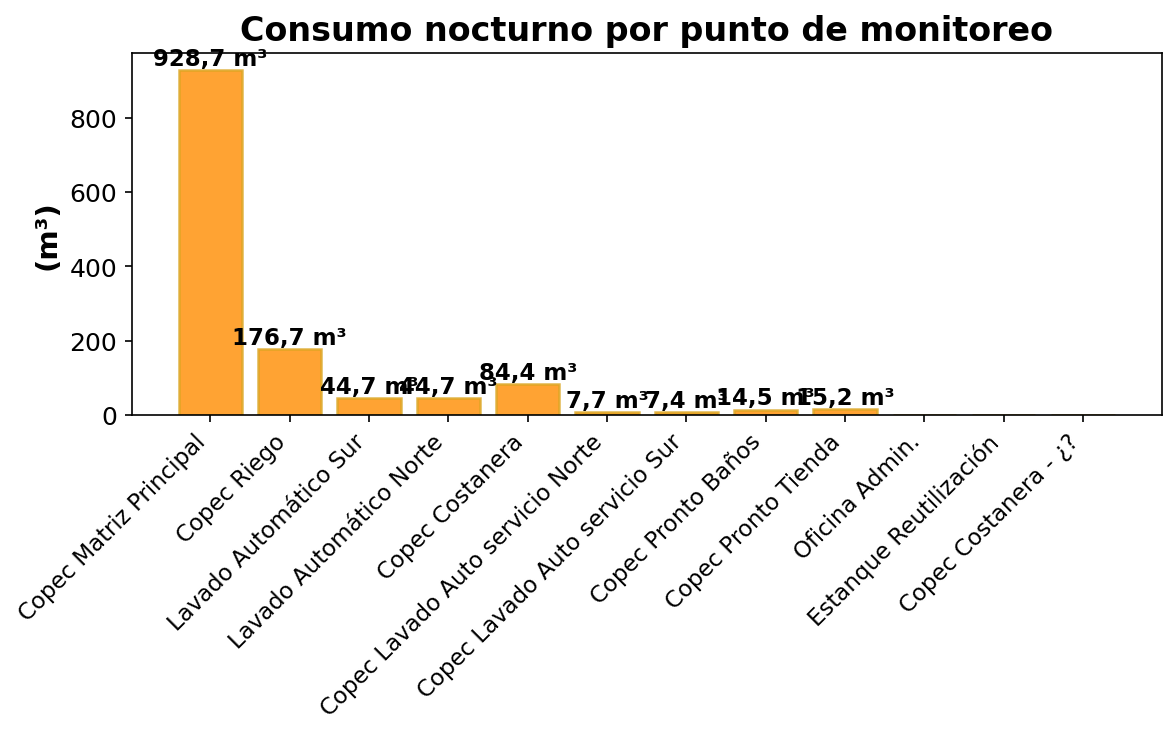 Consumo nocturno por punto de monitoreo
(m³)
800
600
400
200
0
928,7 m³
176,7 m³
44,7 m³
44,7 m³
84,4 m³
7,7 m³
7,4 m³
14,5 m³
15,2 m³
Copec Matriz Principal
Copec Riego
Lavado Automático Sur
Lavado Automático Norte
Copec Costanera
Copec Lavado Auto servicio Norte
Copec Lavado Auto servicio Sur
Copec Pronto Baños
Copec Pronto Tienda
Oficina Admin.
Estanque Reutilización
Copec Costanera - ¿?